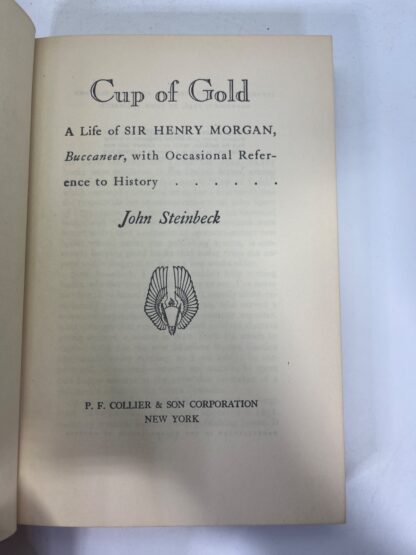 Cup of Gold
A Life of SIR HENRY MORGAN,
Buccaneer, with Occasional Refer-
ence to History . . . . . .
John Steinbeck
P. F. COLLIER & SON CORPORATION
NEW YORK